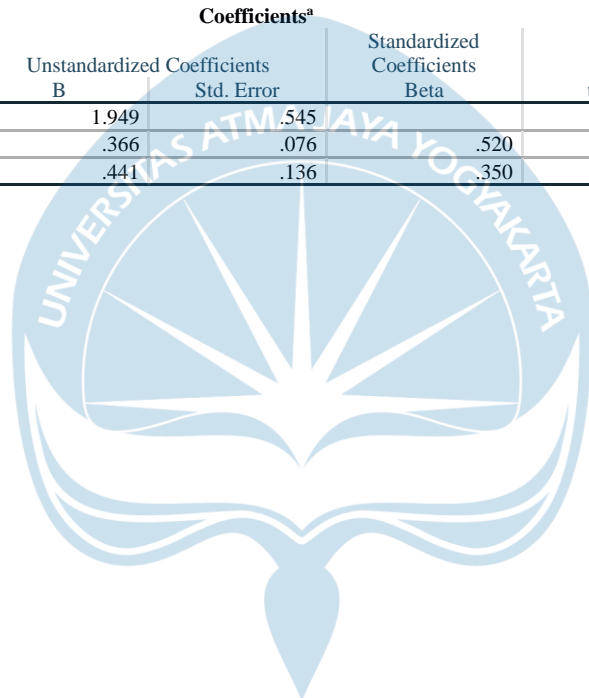 Coefficientsᵃ
Standardized
Unstandardized Coefficients Coefficients
B Std. Error Beta t
1.949 .545
.366 .076 .520
.441 .136 .350
UNIVERSITAS ATMA JAYA YOGYAKARTA